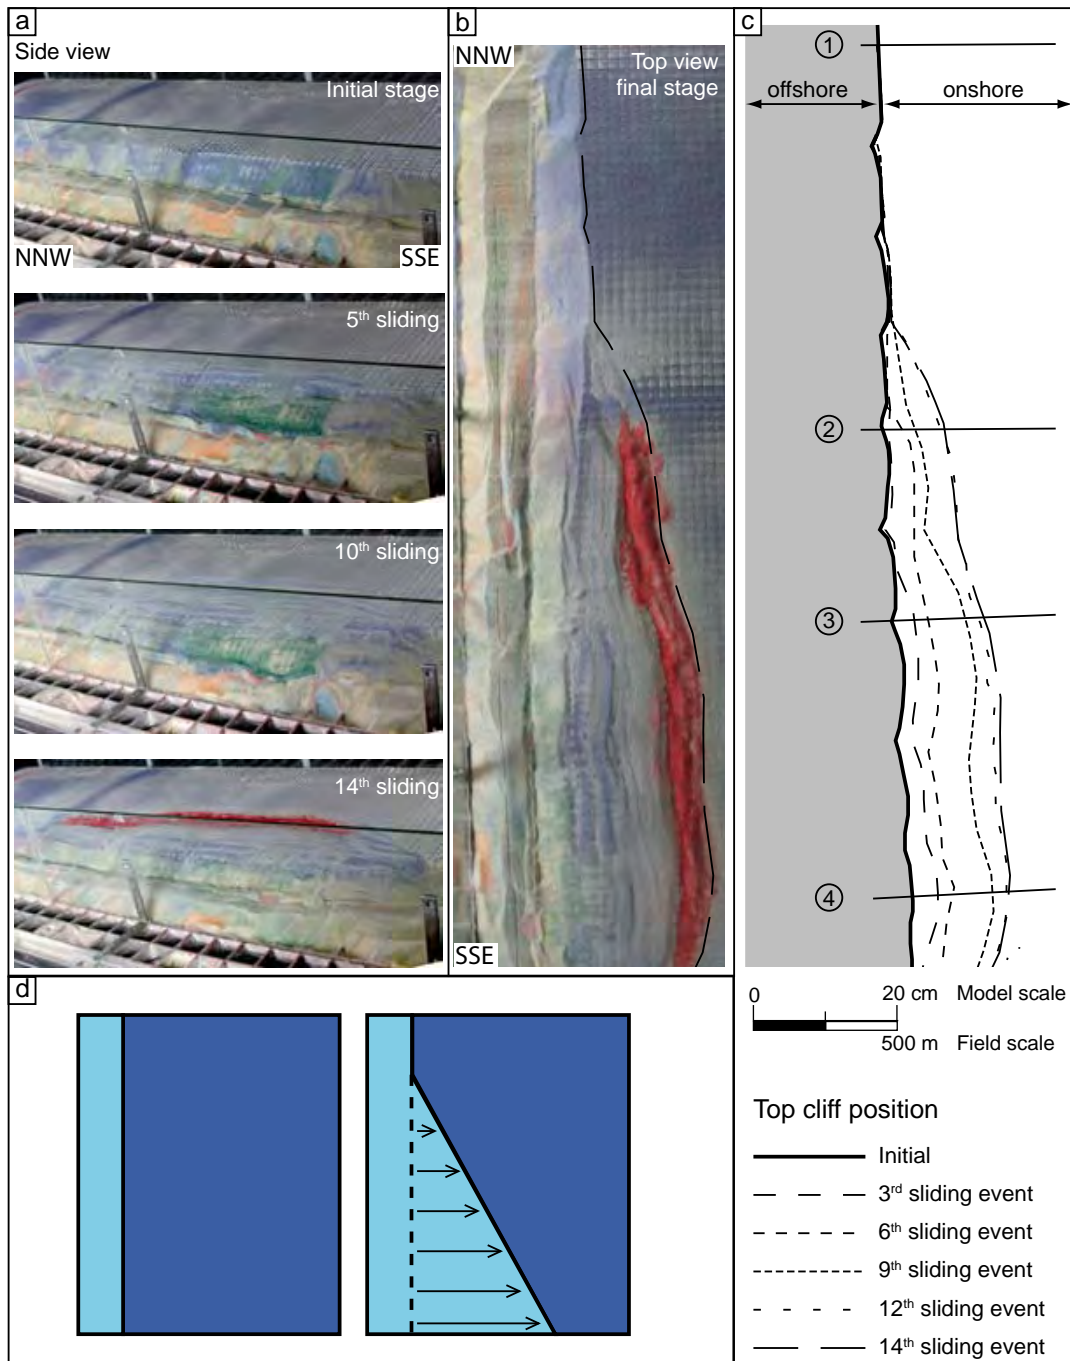 a
Side view
Initial stage
NNW
SSE
5th sliding
10th sliding
14th sliding
b
NNW
Top view
final stage
SSE
c
1
offshore
onshore
2
3
4
0
20 cm
Model scale
500 m
Field scale
Top cliff position
Initial
3rd sliding event
6th sliding event
9th sliding event
12th sliding event
14th sliding event
d